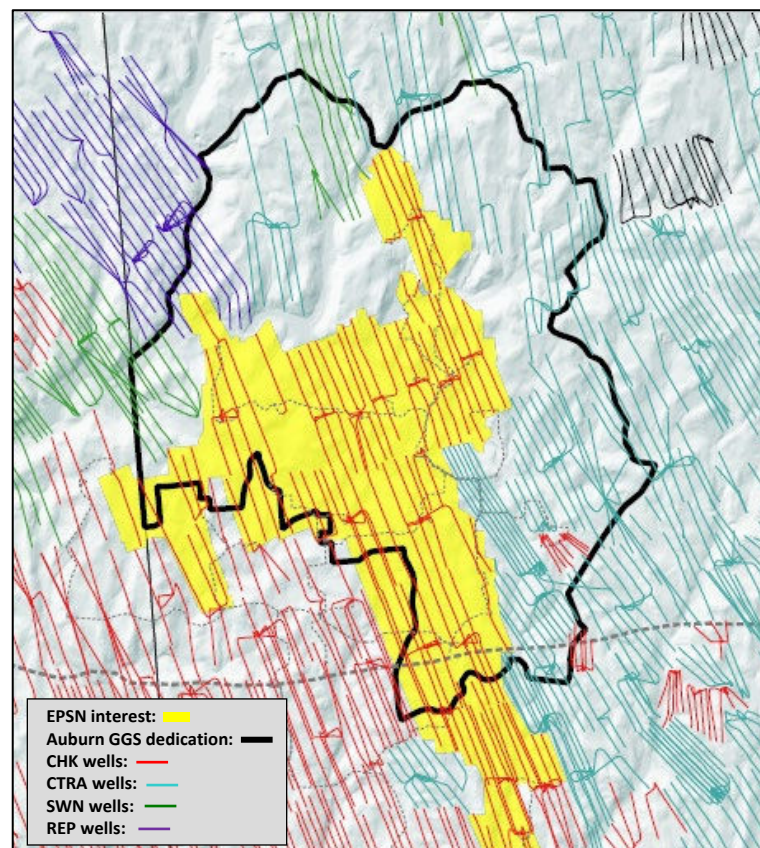 EPSN interest:
Auburn GGS dedication:
CHK wells:
CTRA wells:
SWN wells:
REP wells: